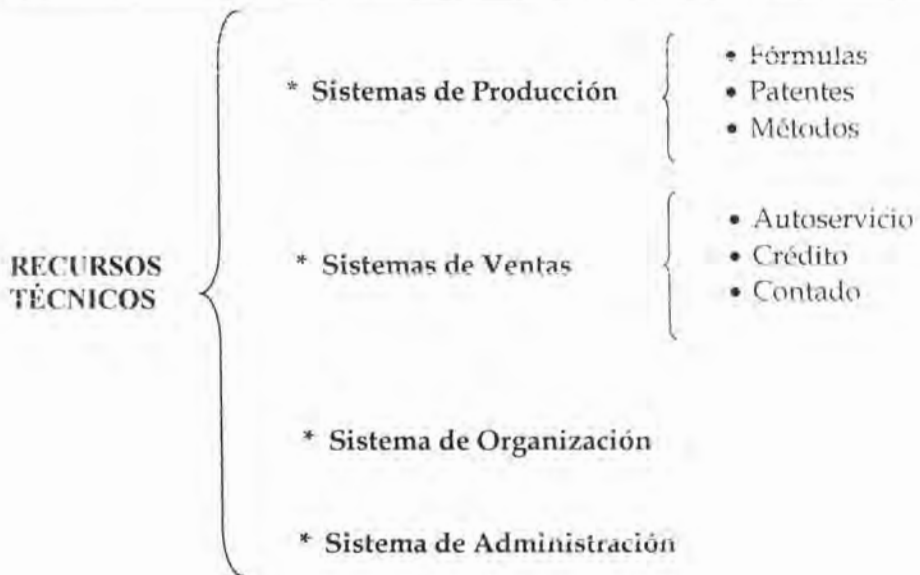 * Sistemas de Producción
• Fórmulas
• Patentes
• Métodos
RECURSOS
TÉCNICOS
* Sistemas de Ventas
• Autoservicio
• Crédito
• Contado
* Sistema de Organización
* Sistema de Administración